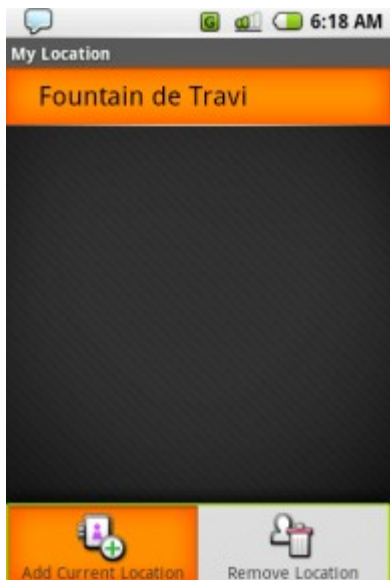 G 6:18 AM
My Location
Fountain de Travi
Add Current Location
Remove Location